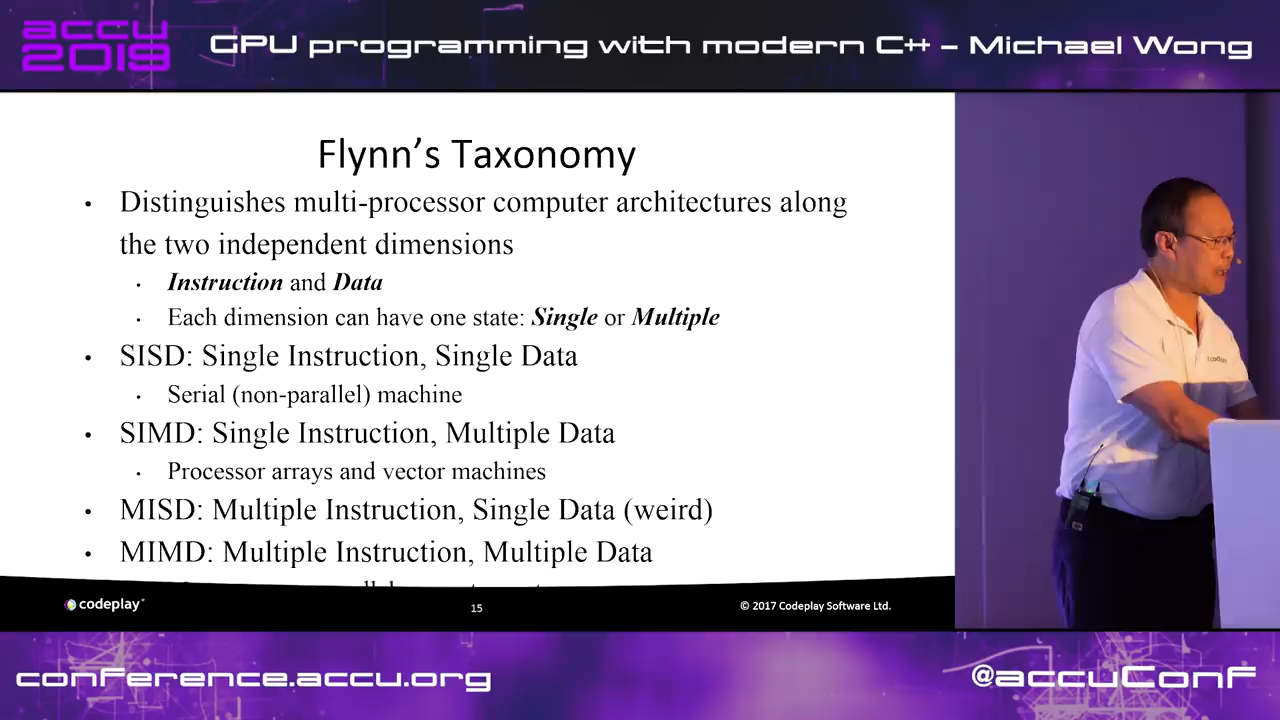 accu
2019
GPU programming with modern C++ – Michael Wong
Flynn's Taxonomy
• Distinguishes multi-processor computer architectures along
the two independent dimensions
• Instruction and Data
• Each dimension can have one state: Single or Multiple
• SISD: Single Instruction, Single Data
• Serial (non-parallel) machine
• SIMD: Single Instruction, Multiple Data
• Processor arrays and vector machines
• MISD: Multiple Instruction, Single Data (weird)
• MIMD: Multiple Instruction, Multiple Data
codeplay
15
© 2017 Codeplay Software Ltd.
conference.accu.org
@accuConf